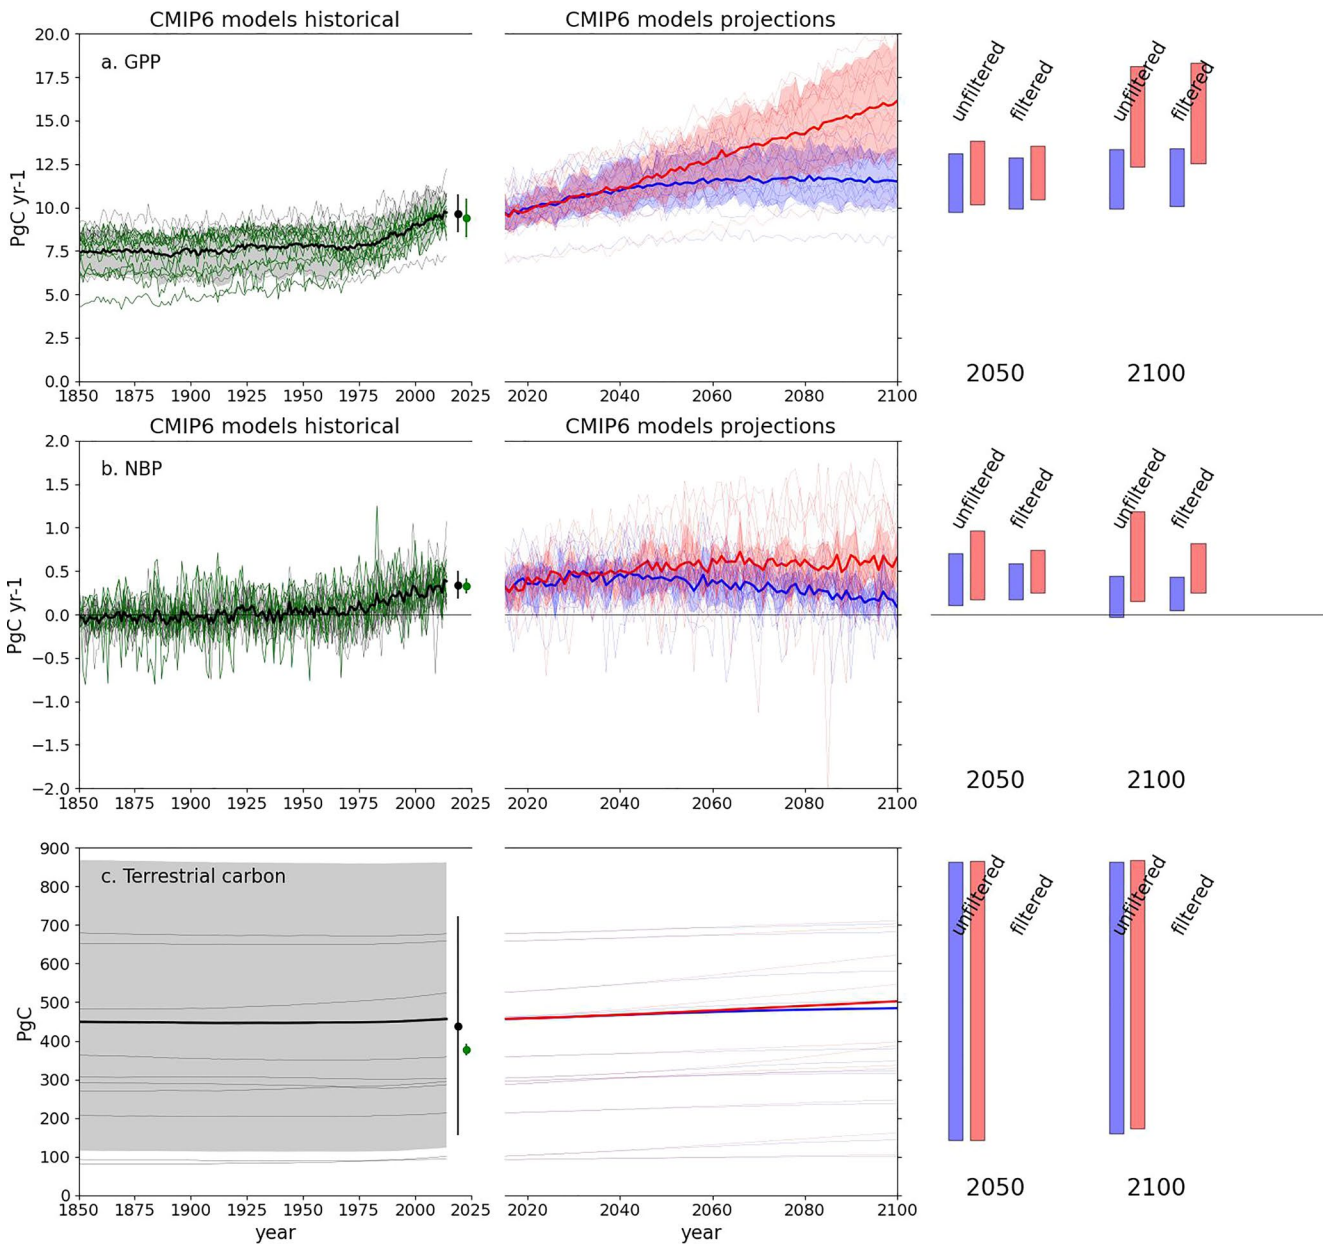 CMIP6 models historical
CMIP6 models projections
a. GPP
PgC yr-1
20.0
17.5
15.0
12.5
10.0
7.5
5.0
2.5
0.0
1850 1875 1900 1925 1950 1975 2000 2025
2020 2040 2060 2080 2100
unfiltered
filtered
unfiltered
filtered
2050
2100
CMIP6 models historical
CMIP6 models projections
b. NBP
PgC yr-1
2.0
1.5
1.0
0.5
0.0
−0.5
−1.0
−1.5
−2.0
1850 1875 1900 1925 1950 1975 2000 2025
2020 2040 2060 2080 2100
unfiltered
filtered
unfiltered
filtered
2050
2100
c. Terrestrial carbon
PgC
900
800
700
600
500
400
300
200
100
0
1850 1875 1900 1925 1950 1975 2000 2025
2020 2040 2060 2080 2100
year
year
unfiltered
filtered
unfiltered
filtered
2050
2100